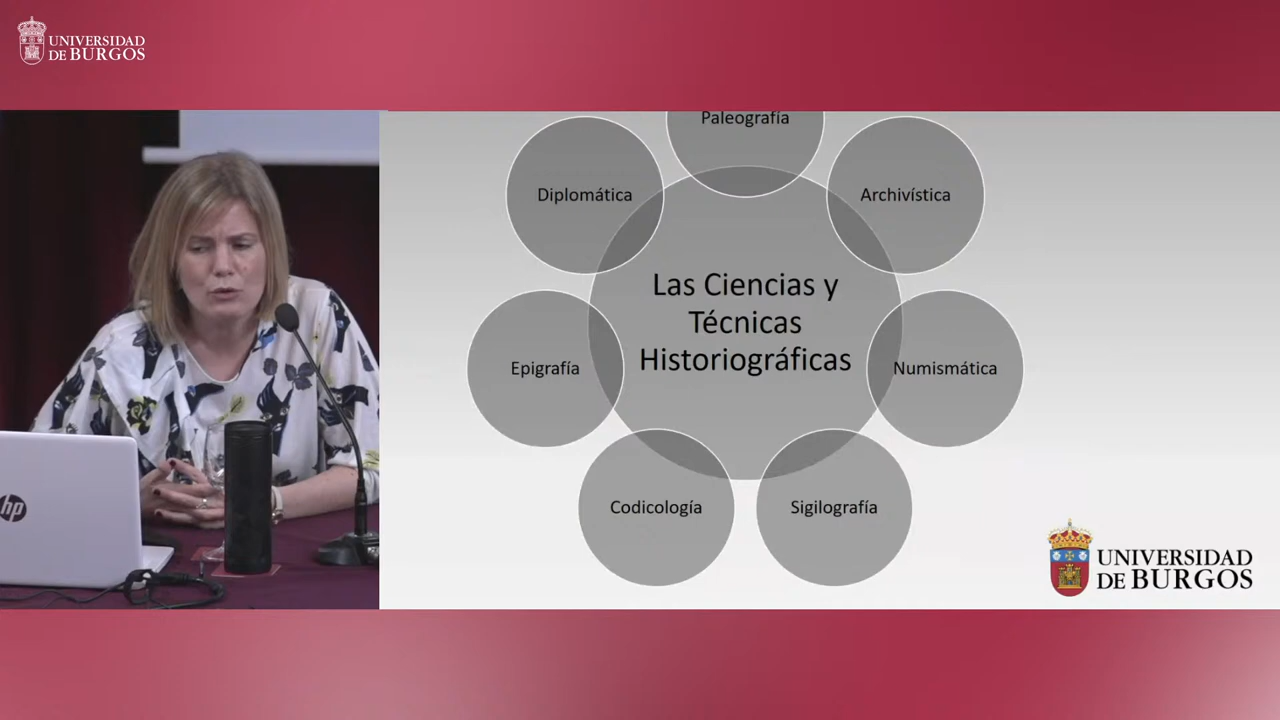 UNIVERSIDAD
DE BURGOS
Paleografía
Diplomática
Archivística
Las Ciencias y
Técnicas
Historiográficas
Epigrafía
Numismática
Codicología
Sigilografía
hp
UNIVERSIDAD
DE BURGOS